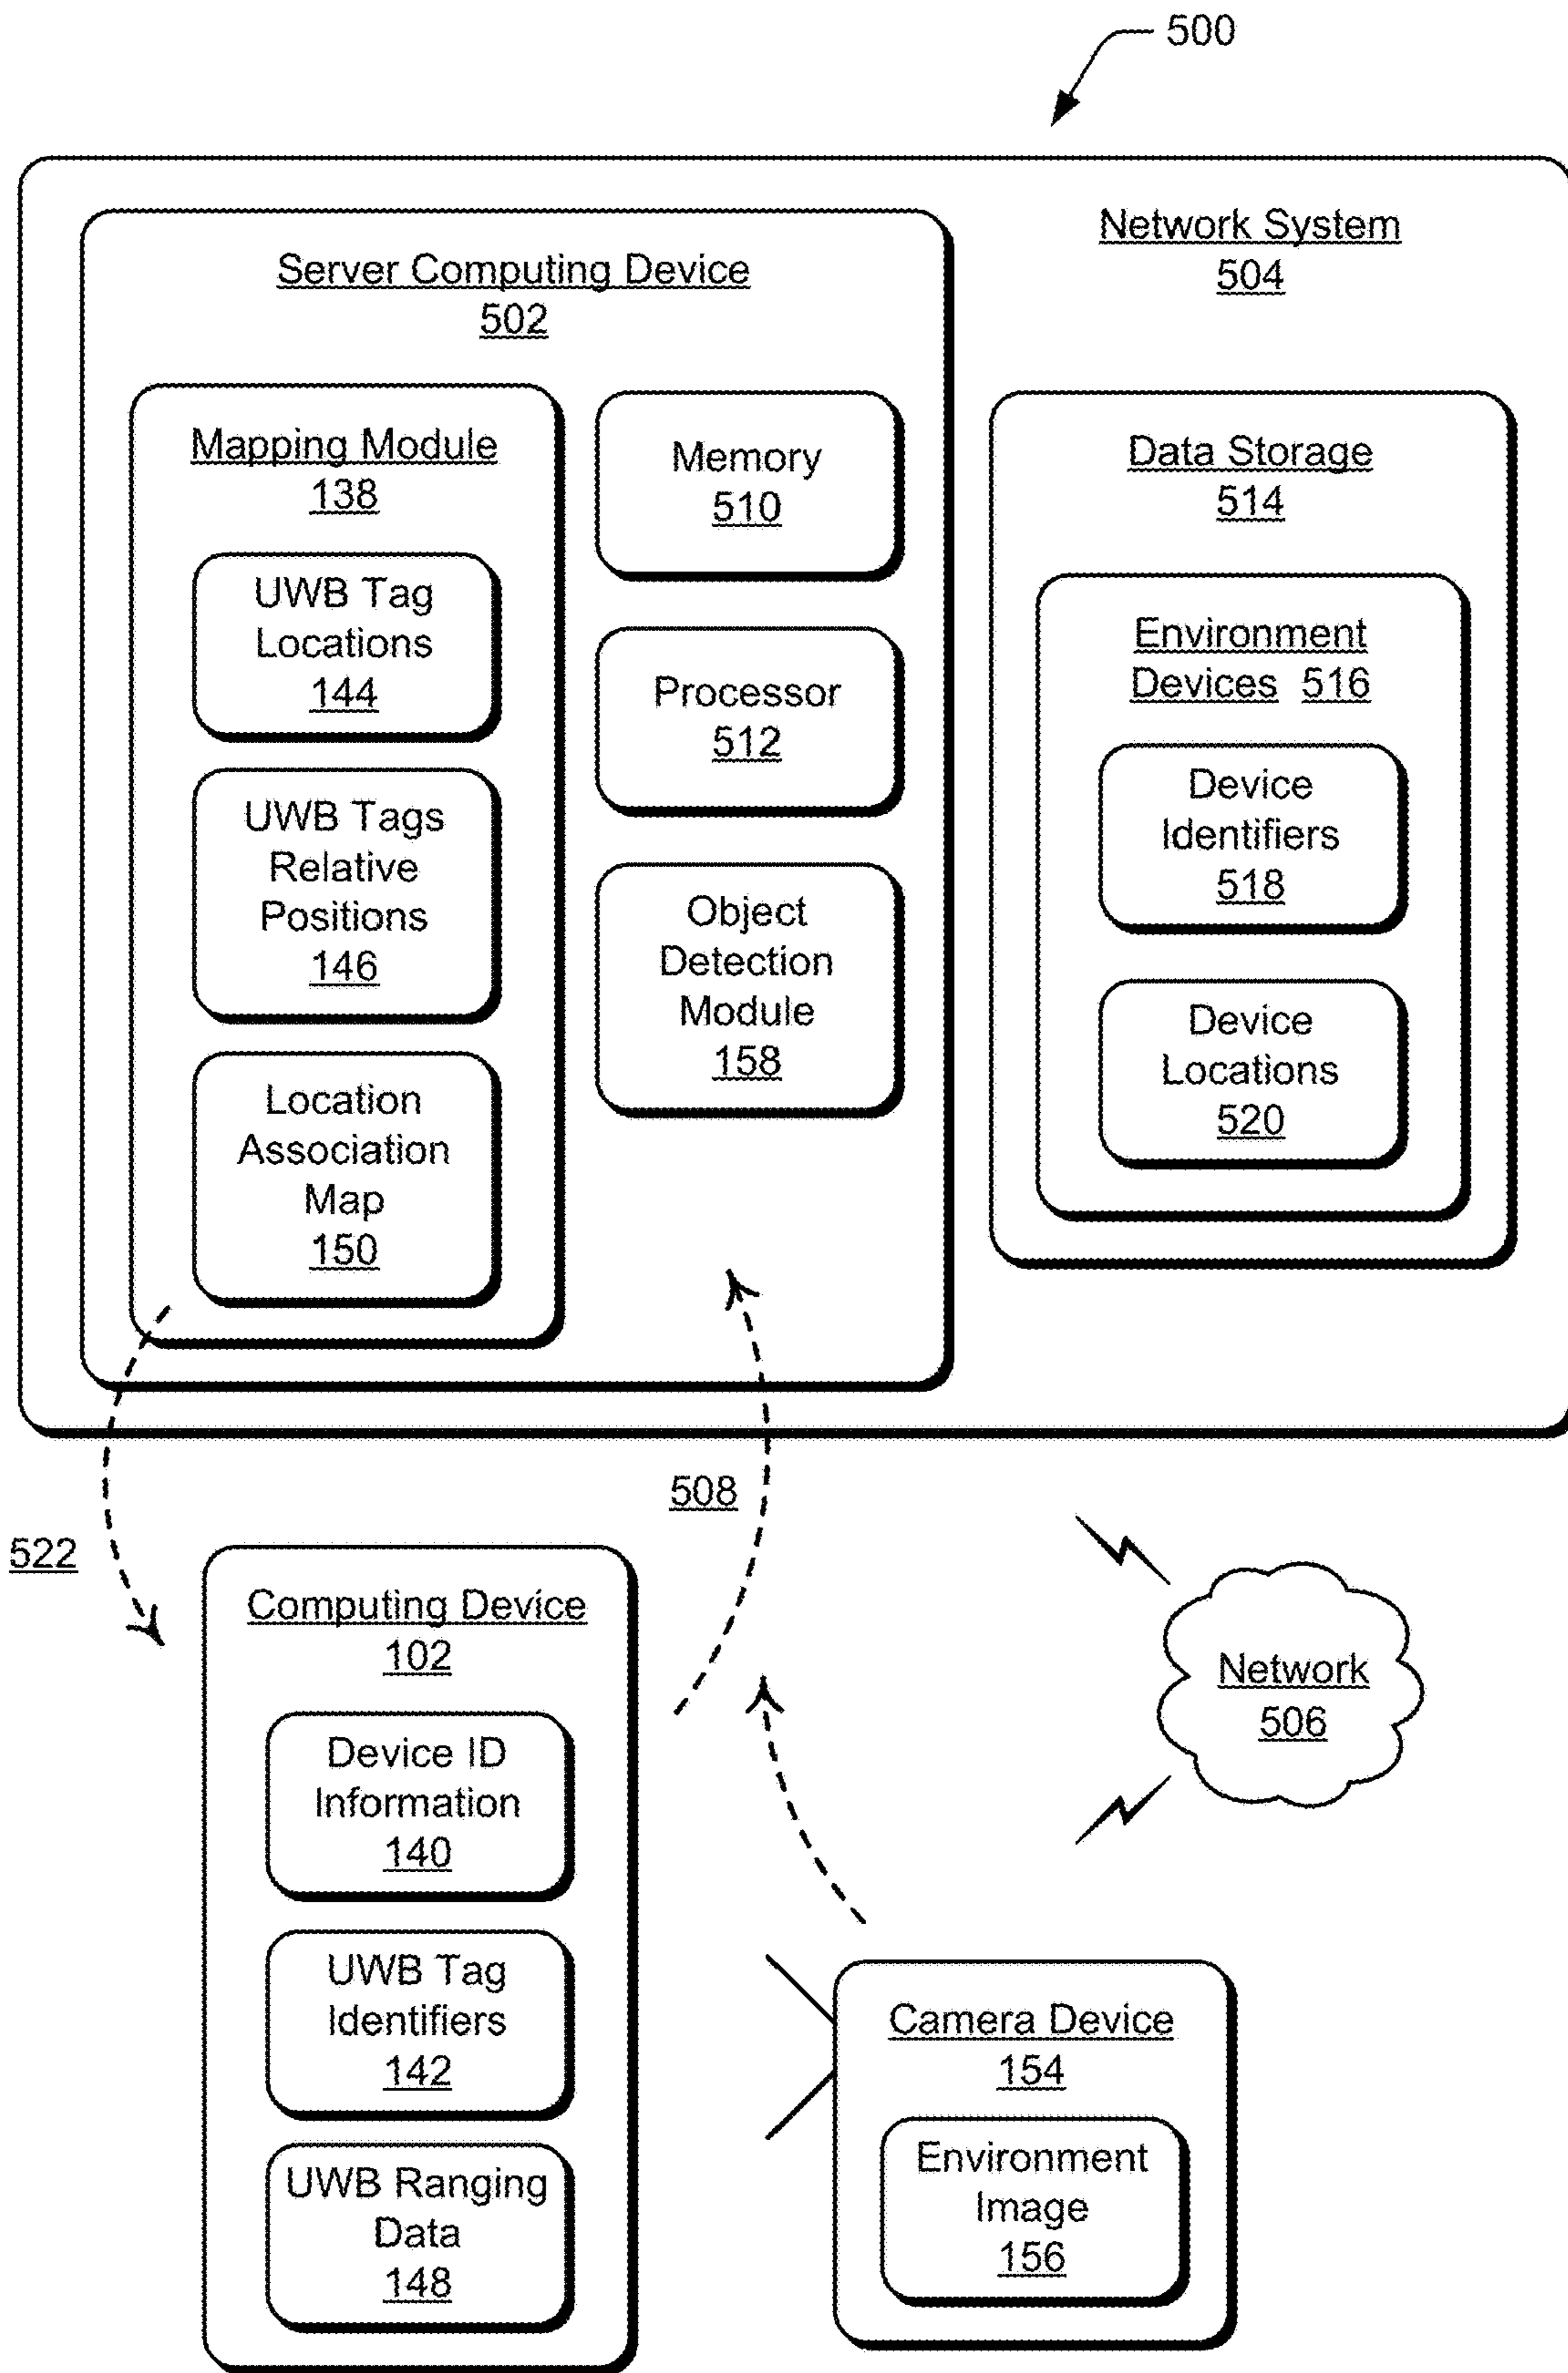 500
Network System
504
Server Computing Device
502
Mapping Module
138
UWB Tag
Locations
144
UWB Tags
Relative
Positions
146
Location
Association
Map
150
Memory
510
Processor
512
Object
Detection
Module
158
Data Storage
514
Environment
Devices 516
Device
Identifiers
518
Device
Locations
520
522
508
Computing Device
102
Device ID
Information
140
UWB Tag
Identifiers
142
UWB Ranging
Data
148
Network
506
Camera Device
154
Environment
Image
156